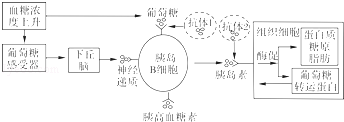 血糖浓
度上升
葡萄糖
感受器
下丘
脑
神经
递质
葡萄糖
胰岛
B细胞
胰高血糖素
抗体1
抗体2
胰岛素
组织细胞
酶促
蛋白质
糖原
脂肪
葡萄糖
转运蛋白